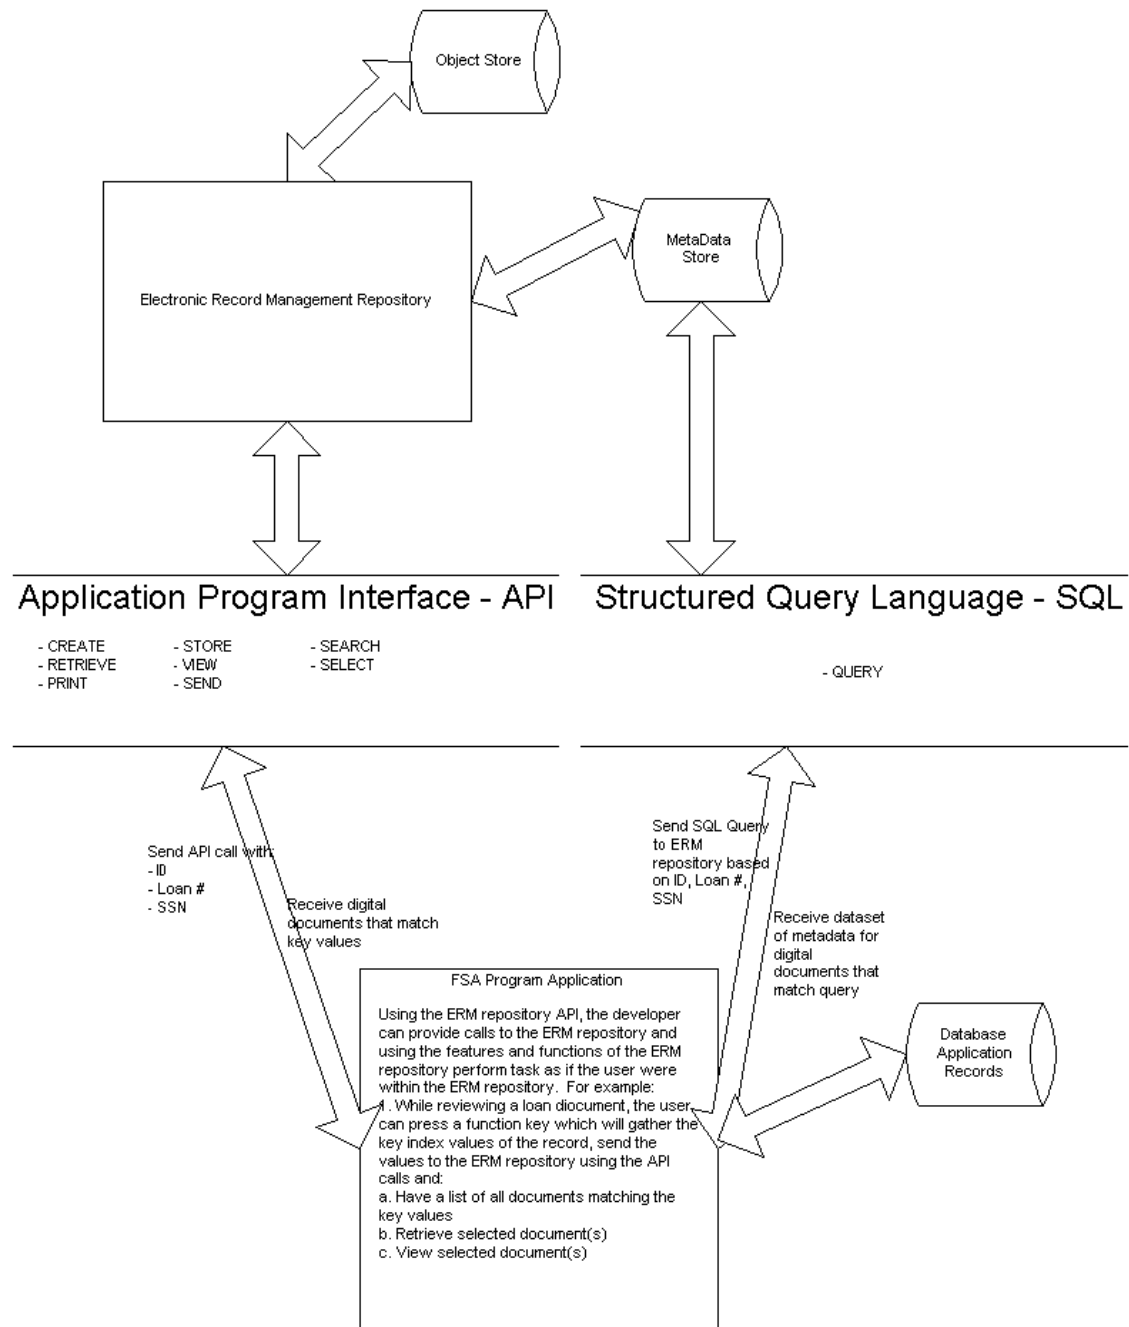 Object Store
MetaData
Store
Electronic Record Management Repository
Application Program Interface - API
- CREATE
- RETRIEVE
- PRINT
- STORE
- VIEW
- SEND
- SEARCH
- SELECT
Structured Query Language - SQL
- QUERY
Send API call with:
- ID
- Loan #
- SSN
Receive digital
documents that match
key values
Send SQL Query
to ERM
repository based
on ID, Loan #,
SSN
Receive dataset
of metadata for
digital
documents that
match query
FSA Program Application
Using the ERM repository API, the developer
can provide calls to the ERM repository and
using the features and functions of the ERM
repository perform task as if the user were
within the ERM repository. For example:
1. While reviewing a loan diocument, the user
can press a function key which will gather the
key index values of the record, send the
values to the ERM repository using the API
calls and:
a. Have a list of all documents matching the
key values
b. Retrieve selected document(s)
c. View selected document(s)
Database
Application
Records